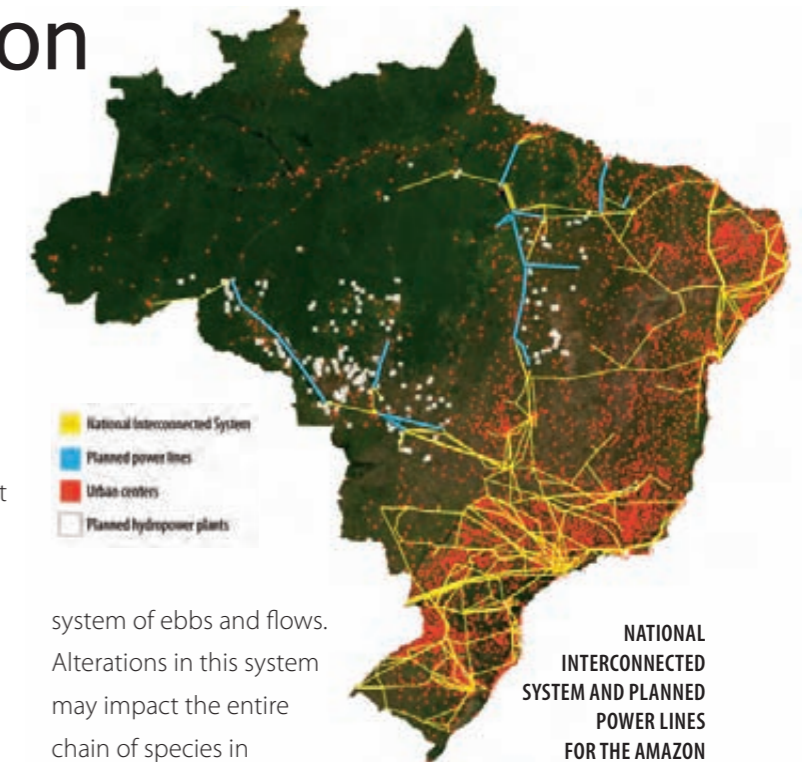 on
National Interconnected System
Planned power lines
Urban centers
Planned hydropower plants
t
system of ebbs and flows.
Alterations in this system
may impact the entire
chain of species in
NATIONAL
INTERCONNECTED
SYSTEM AND PLANNED
POWER LINES
FOR THE AMAZON